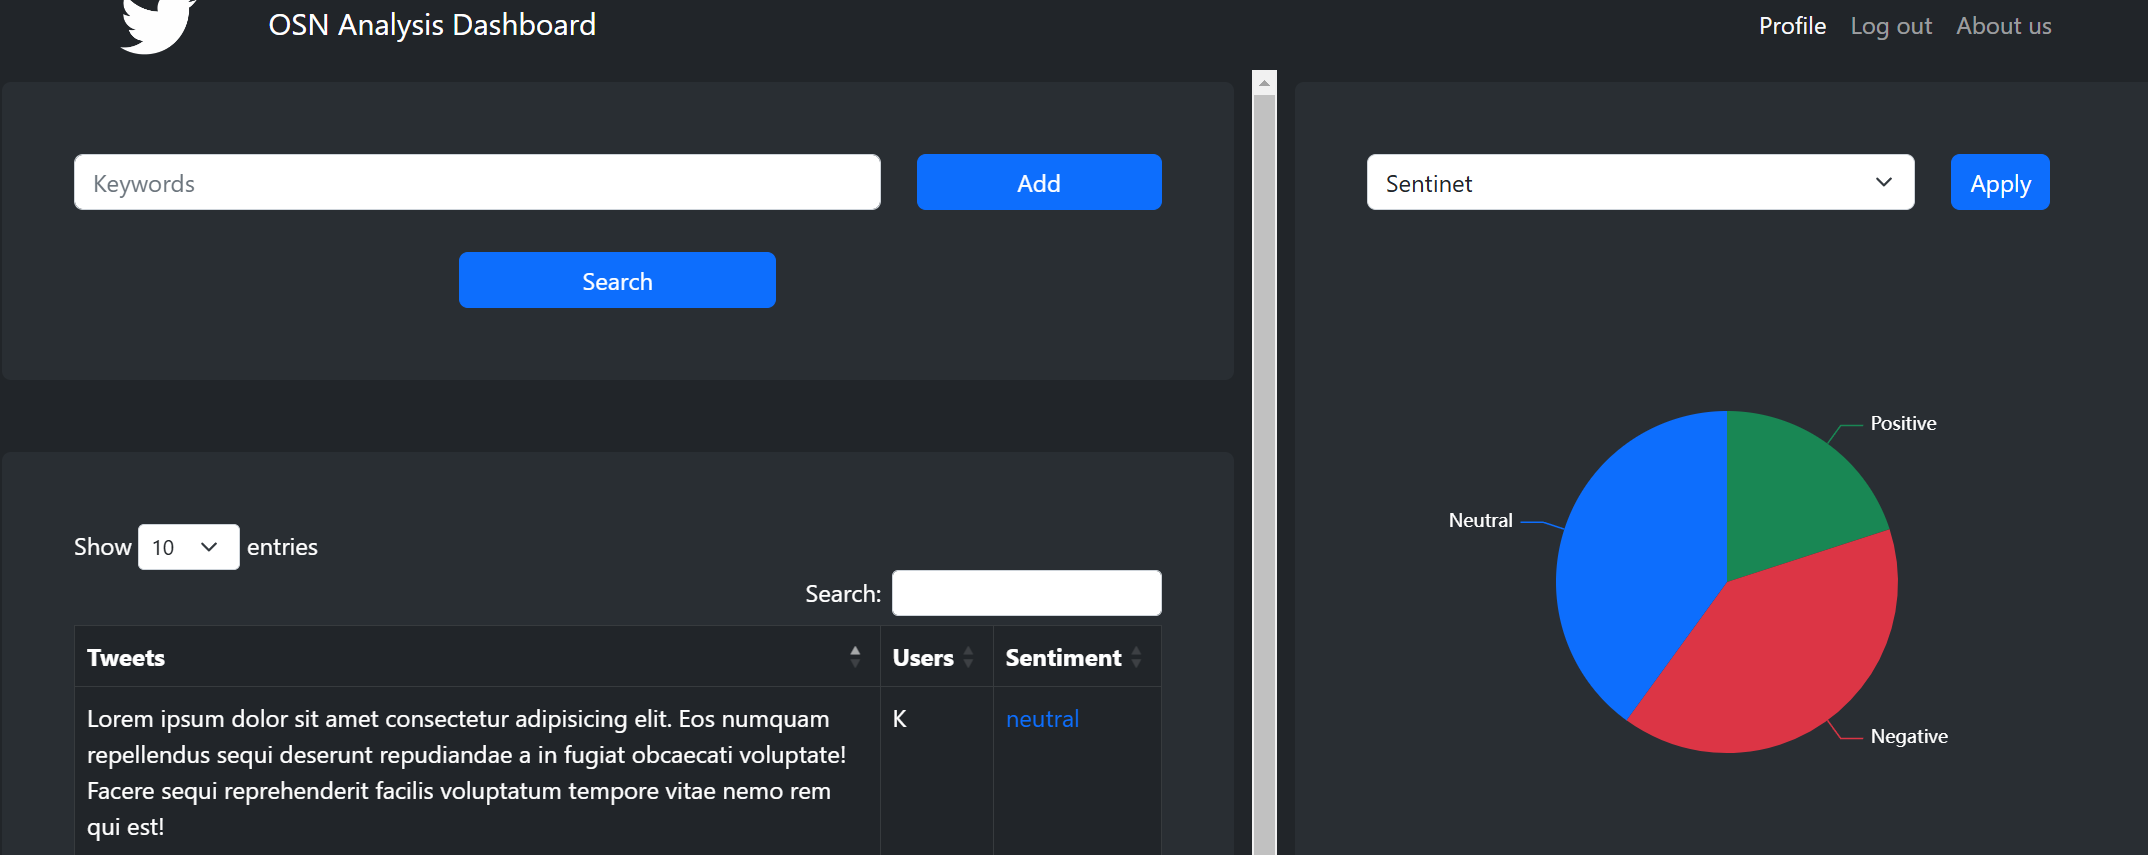 OSN Analysis Dashboard
Profile Log out About us
Keywords Add
Search
Show 10 entries
Search:
Tweets Users Sentiment
Lorem ipsum dolor sit amet consectetur adipisicing elit. Eos numquam K neutral
repellendus sequi deserunt repudiandae a in fugiat obcaecati voluptate!
Facere sequi reprehenderit facilis voluptatum tempore vitae nemo rem
qui est!
Sentinet Apply
Positive
Neutral
Negative